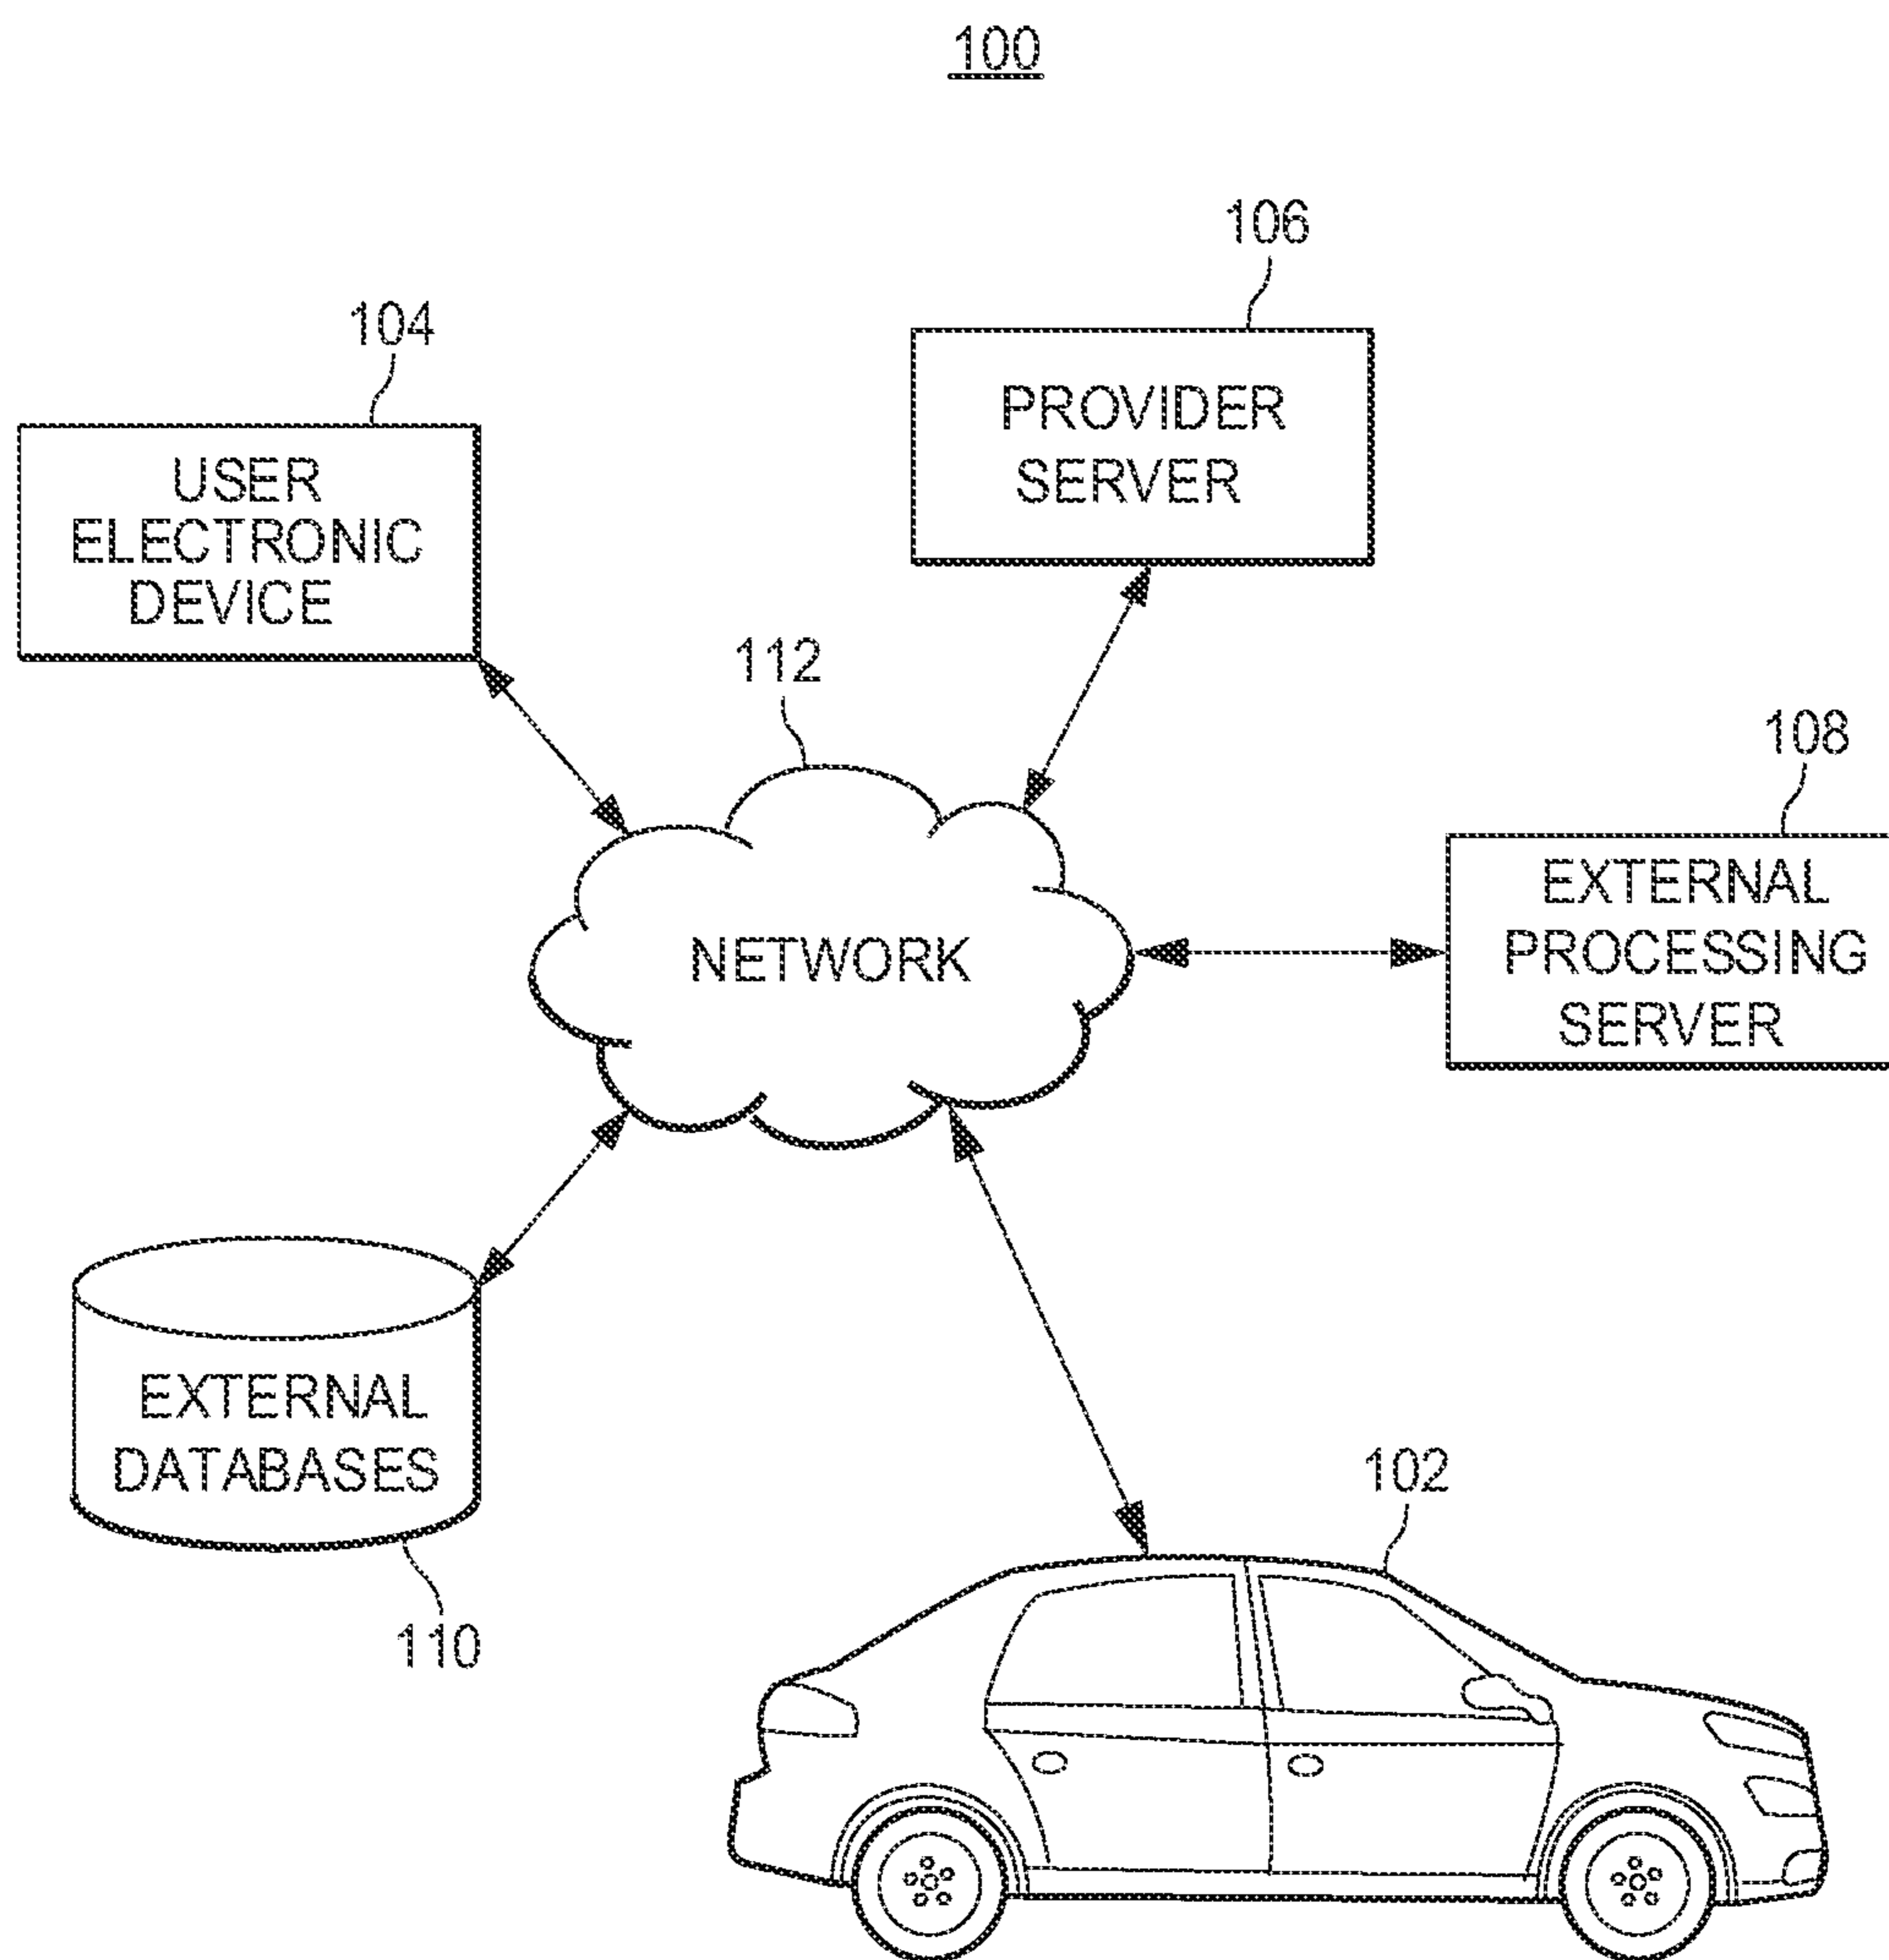 100
106
PROVIDER
SERVER
104
USER
ELECTRONIC
DEVICE
112
NETWORK
108
EXTERNAL
PROCESSING
SERVER
EXTERNAL
DATABASES
110
102